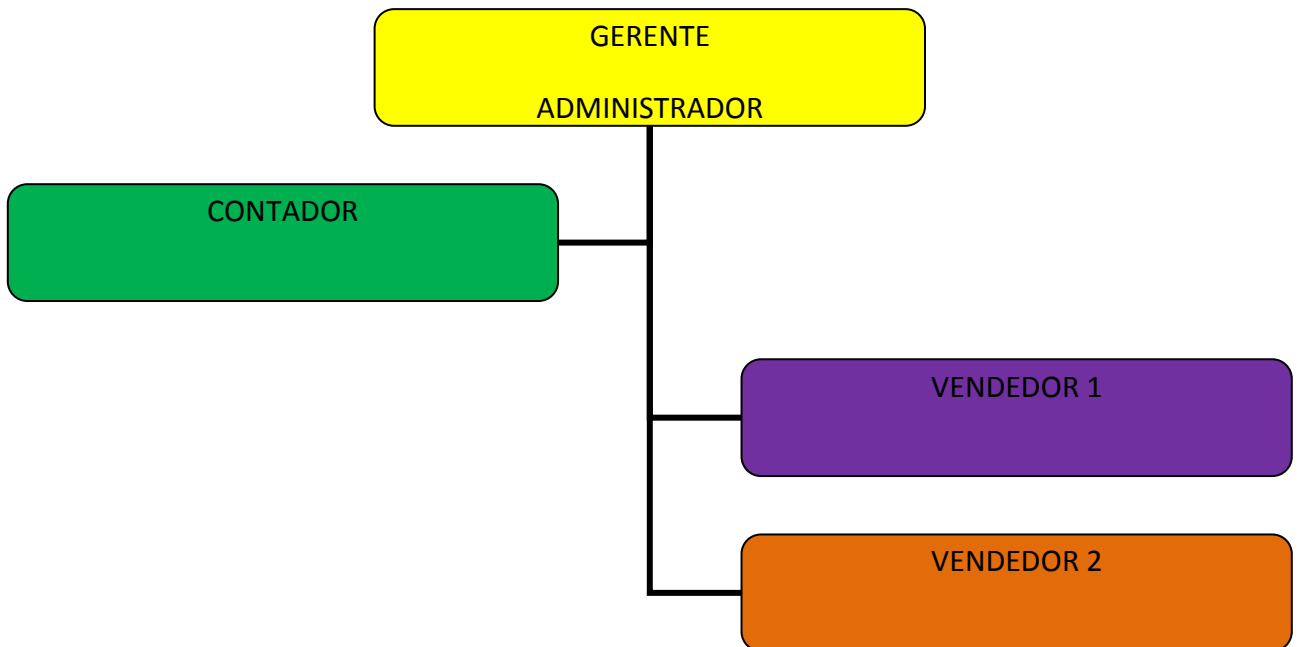 GERENTE
ADMINISTRADOR
CONTADOR
VENDEDOR 1
VENDEDOR 2